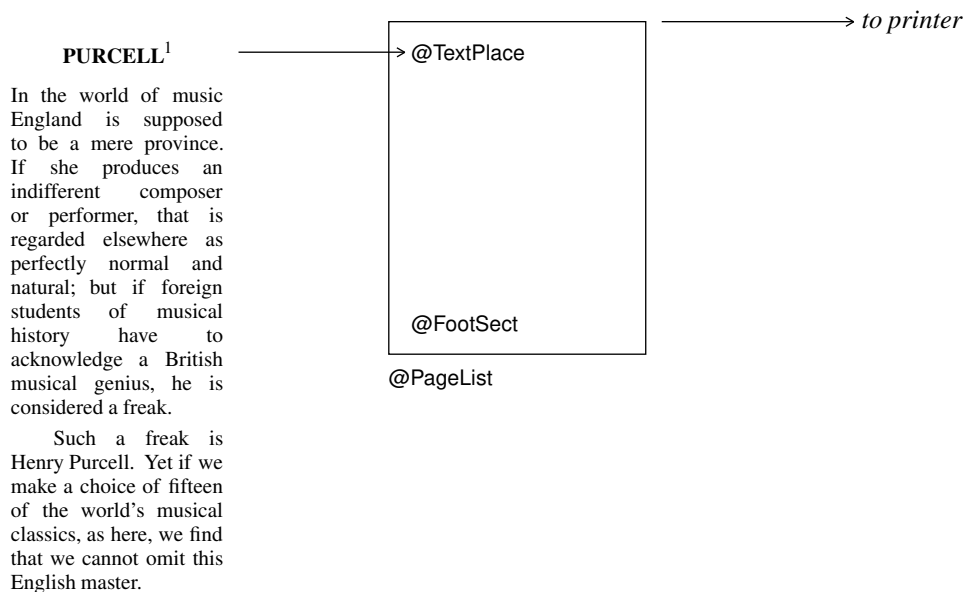 to printer
PURCELL1
@TextPlace
In the world of music
England is supposed
to be a mere province.
If she produces an
indifferent composer
or performer, that is
regarded elsewhere as
perfectly normal and
natural; but if foreign
students of musical
history have to
acknowledge a British
musical genius, he is
considered a freak.
Such a freak is
Henry Purcell. Yet if we
make a choice of fifteen
of the world's musical
classics, as here, we find
that we cannot omit this
English master.
@FootSect
@PageList